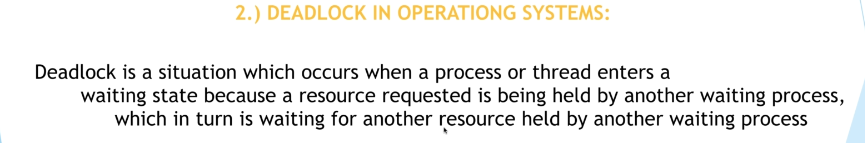 2.) DEADLOCK IN OPERATIONG SYSTEMS:
Deadlock is a situation which occurs when a process or thread enters a
waiting state because a resource requested is being held by another waiting process,
which in turn is waiting for another resource held by another waiting process